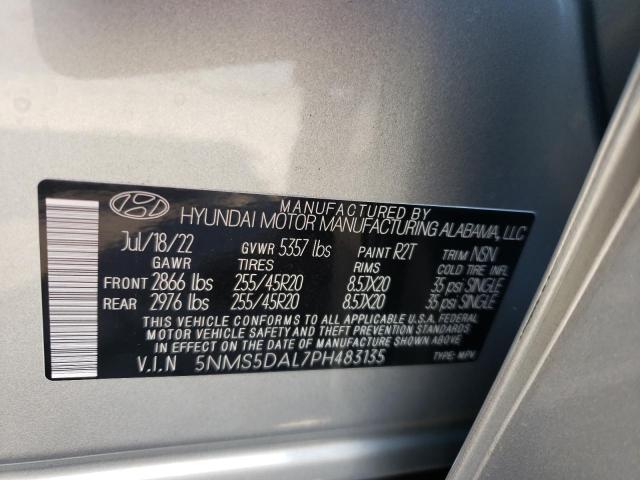 MANUFACTURED BY
HYUNDAI MOTOR MANUFACTURING ALABAMA, LLC
Jul/18/22 GVWR 5357 lbs PAINT R2T TRIM NSN
GAWR TIRES RIMS COLD TIRE INFL.
FRONT 2866 lbs 255/45R20 8.5JX20 35 psi SINGLE
REAR 2976 lbs 255/45R20 8.5JX20 35 psi SINGLE
THIS VEHICLE CONFORMS TO ALL APPLICABLE U.S.A. FEDERAL
MOTOR VEHICLE SAFETY AND THEFT PREVENTION STANDARDS
IN EFFECT ON THE DATE OF MANUFACTURE SHOWN ABOVE.
V.I.N 5NMS5DAL7PH483135 TYPE: MPV